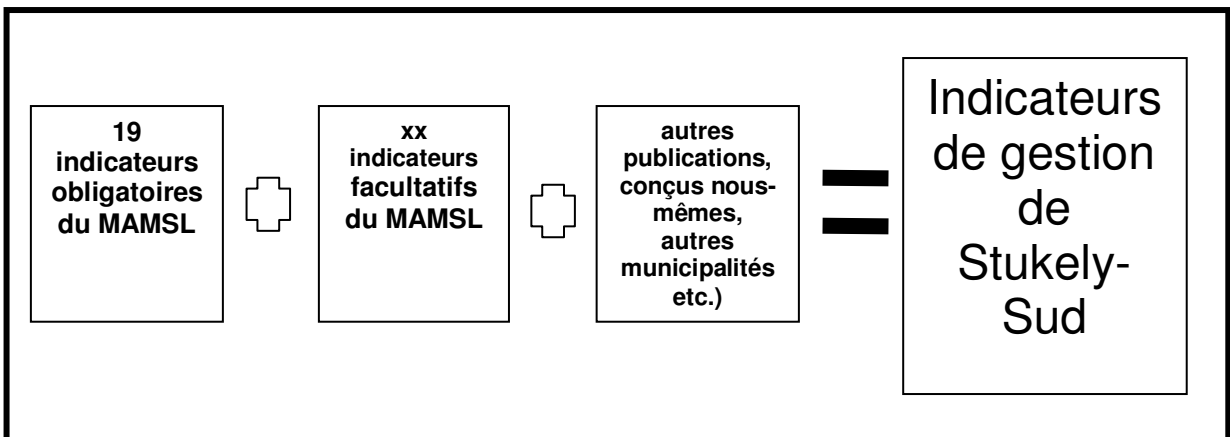 19
indicateurs
obligatoires
du MAMSL
xx
indicateurs
facultatifs
du MAMSL
autres
publications,
conçus nous-
mêmes,
autres
municipalités
etc.)
Indicateurs
de gestion
de
Stukely-
Sud